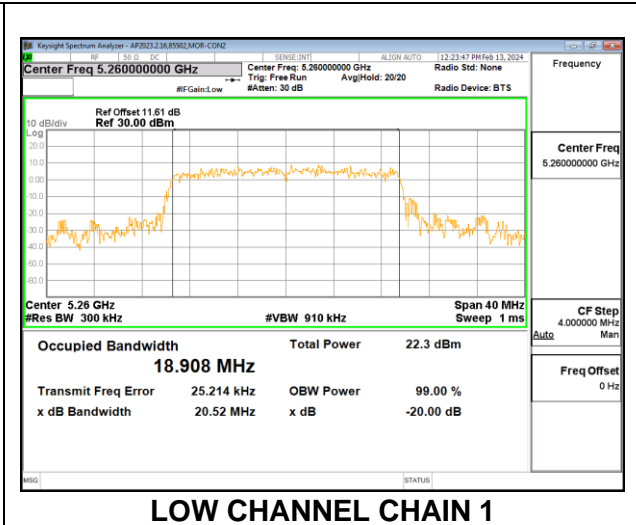 Keysight Spectrum Analyzer - AP2023.2.16,85502,MOR-CON2
RF 50 Ω DC SENSE:INT ALIGN AUTO 12:23:47 PM Feb 13, 2024
Center Freq 5.260000000 GHz Center Freq: 5.260000000 GHz Radio Std: None Frequency
Trig: Free Run Avg|Hold: 20/20
#IFGain:Low #Atten: 30 dB Radio Device: BTS
Ref Offset 11.61 dB
10 dB/div Ref 30.00 dBm
Log
20.0
10.0
0.00
-10.0
-20.0
-30.0
-40.0
-50.0
-60.0
Center Freq
5.260000000 GHz
Center 5.26 GHz Span 40 MHz
#Res BW 300 kHz #VBW 910 kHz Sweep 1 ms
CF Step
4.000000 MHz
Auto Man
Occupied Bandwidth Total Power 22.3 dBm
18.908 MHz
Freq Offset
0 Hz
Transmit Freq Error 25.214 kHz OBW Power 99.00 %
x dB Bandwidth 20.52 MHz x dB -20.00 dB
MSG STATUS
LOW CHANNEL CHAIN 1